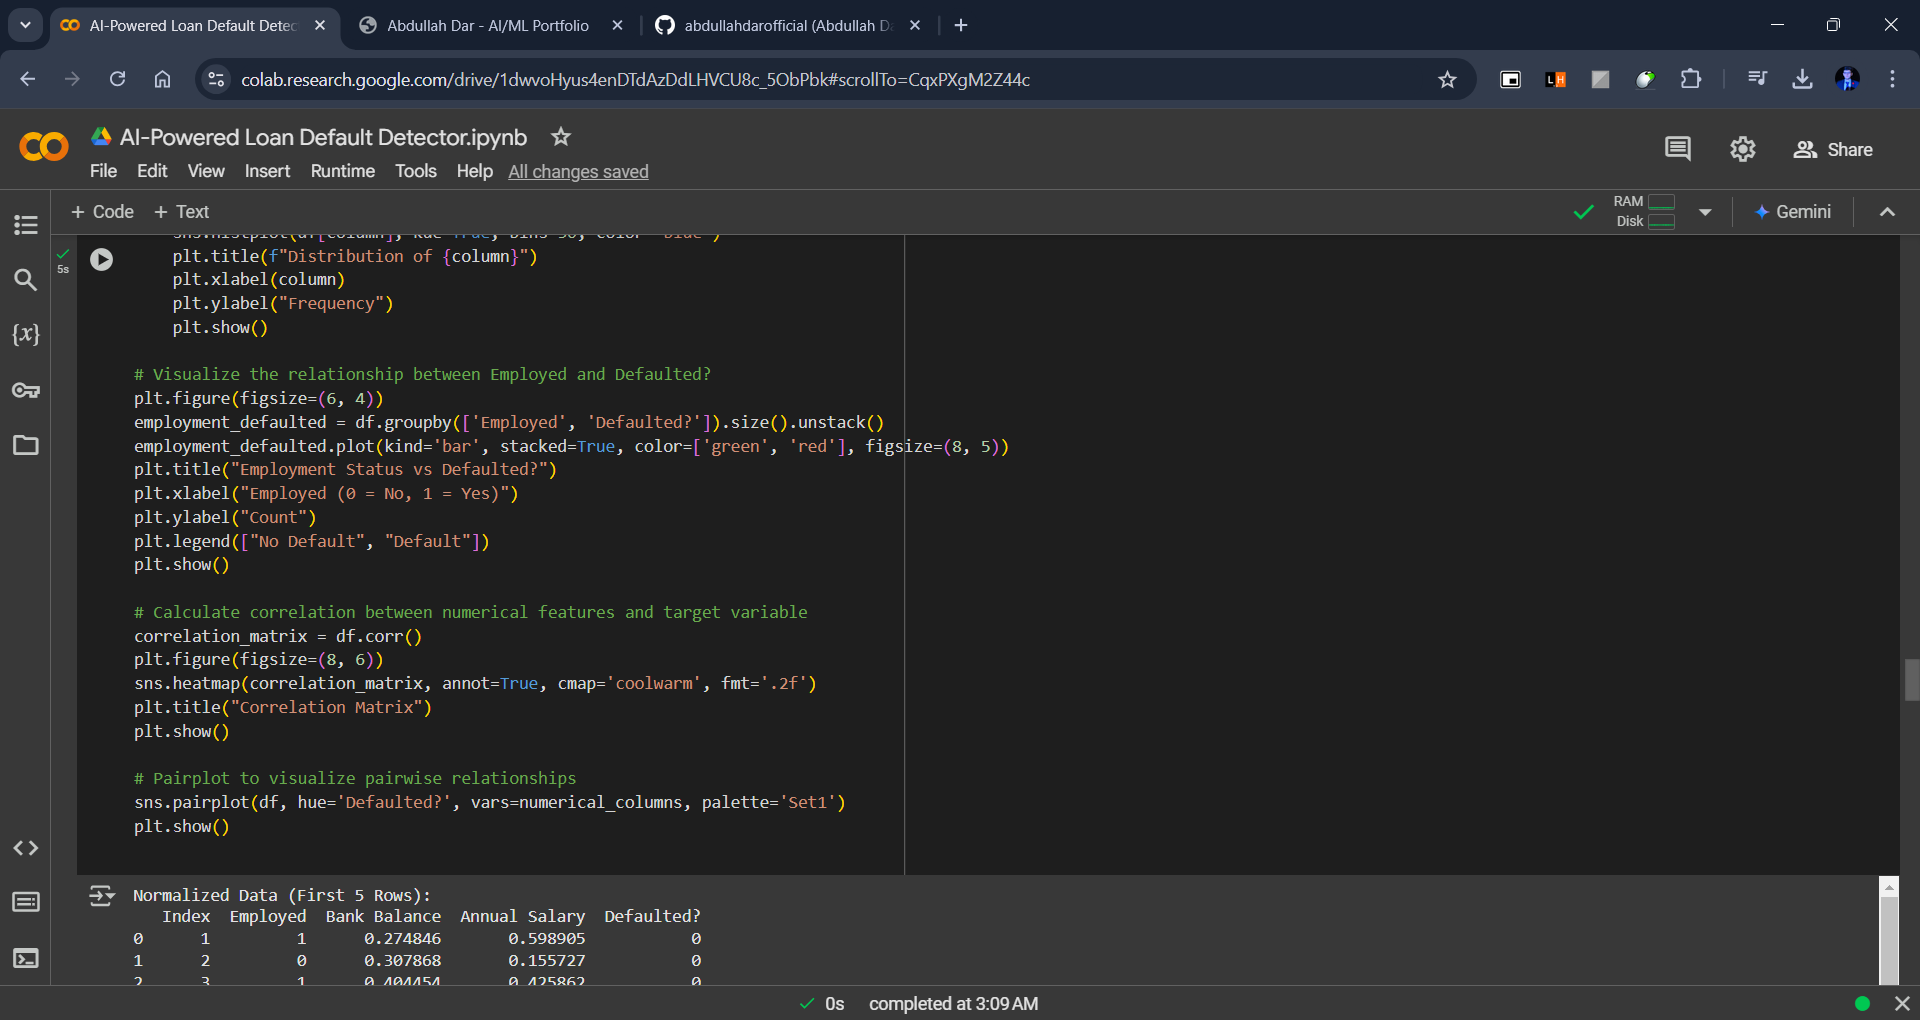 AI-Powered Loan Default Detec
Abdullah Dar - AI/ML Portfolio
abdullahdarofficial (Abdullah D
colab.research.google.com/drive/1dwvoHyus4enDTdAzDdLHVCU8c_5ObPbk#scrollTo=CqxPXgM2Z44c
AI-Powered Loan Default Detector.ipynb
File Edit View Insert Runtime Tools Help All changes saved
Share
+ Code + Text
RAM
Disk
Gemini
5s
plt.title(f"Distribution of {column}")
plt.xlabel(column)
plt.ylabel("Frequency")
plt.show()
# Visualize the relationship between Employed and Defaulted?
plt.figure(figsize=(6, 4))
employment_defaulted = df.groupby(['Employed', 'Defaulted?']).size().unstack()
employment_defaulted.plot(kind='bar', stacked=True, color=['green', 'red'], figsize=(8, 5))
plt.title("Employment Status vs Defaulted?")
plt.xlabel("Employed (0 = No, 1 = Yes)")
plt.ylabel("Count")
plt.legend(["No Default", "Default"])
plt.show()
# Calculate correlation between numerical features and target variable
correlation_matrix = df.corr()
plt.figure(figsize=(8, 6))
sns.heatmap(correlation_matrix, annot=True, cmap='coolwarm', fmt='.2f')
plt.title("Correlation Matrix")
plt.show()
# Pairplot to visualize pairwise relationships
sns.pairplot(df, hue='Defaulted?', vars=numerical_columns, palette='Set1')
plt.show()
Normalized Data (First 5 Rows):
Index Employed Bank Balance Annual Salary Defaulted?
0 1 1 0.274846 0.598905 0
1 2 0 0.307868 0.155727 0
2 3 1 0.404454 0.425862 0
0s completed at 3:09 AM